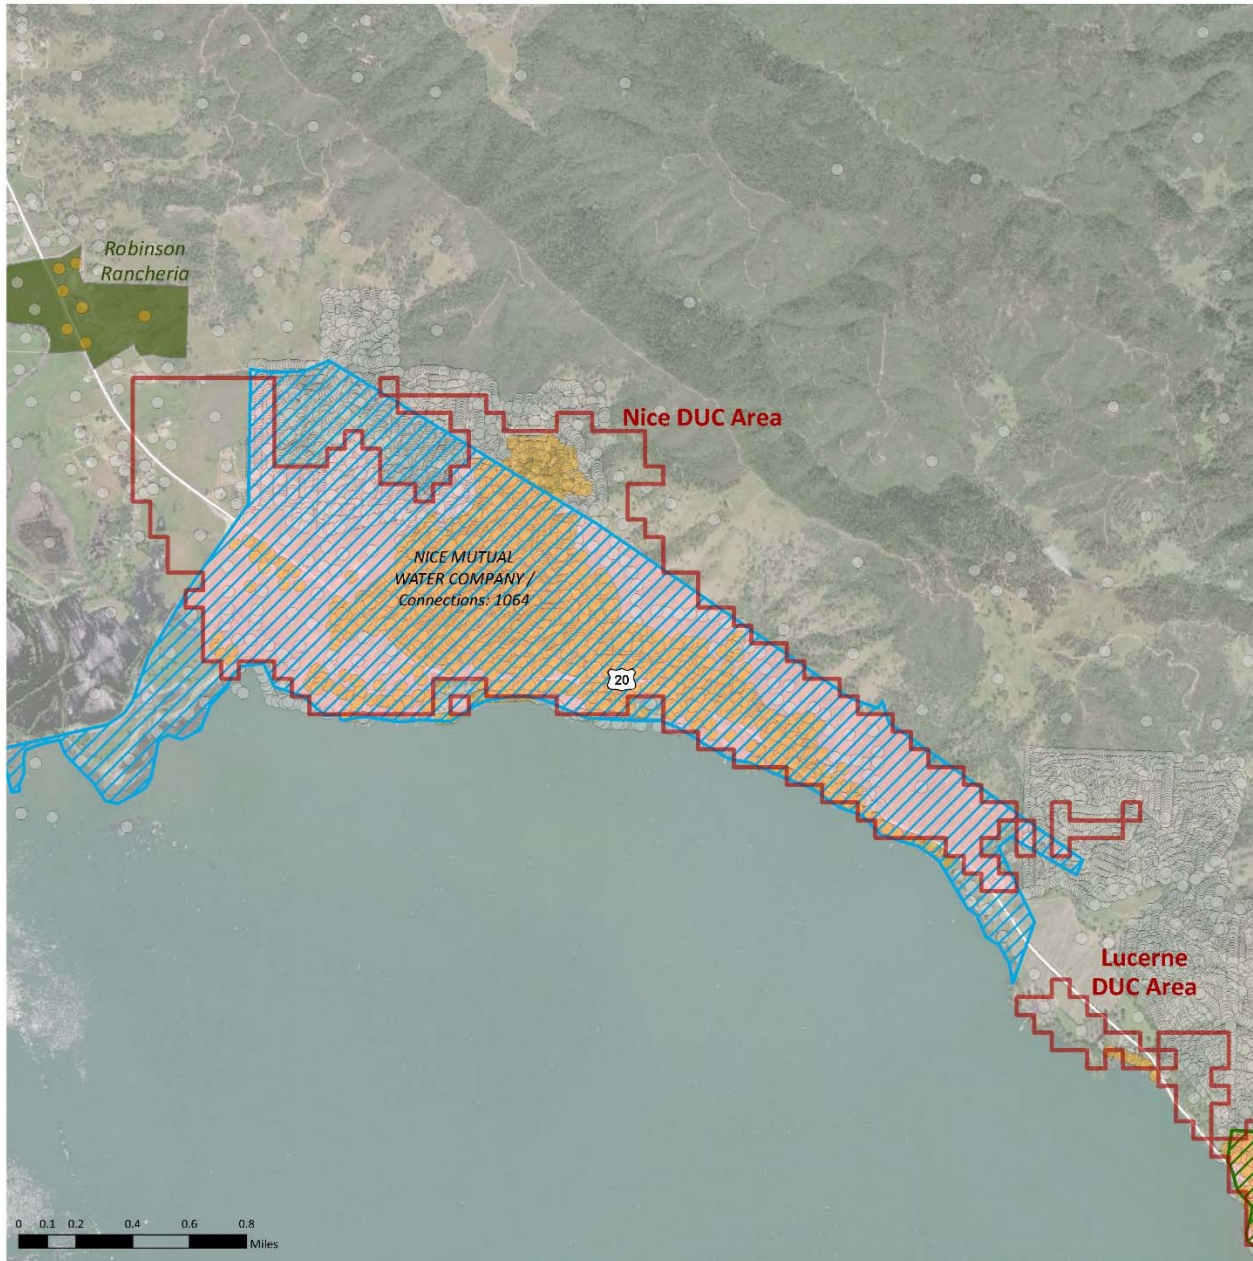 Robinson
Rancheria
Nice DUC Area
NICE MUTUAL
WATER COMPANY /
Connections: 1064
20
Lucerne
DUC Area
0 0.1 0.2 0.4 0.6 0.8
Miles